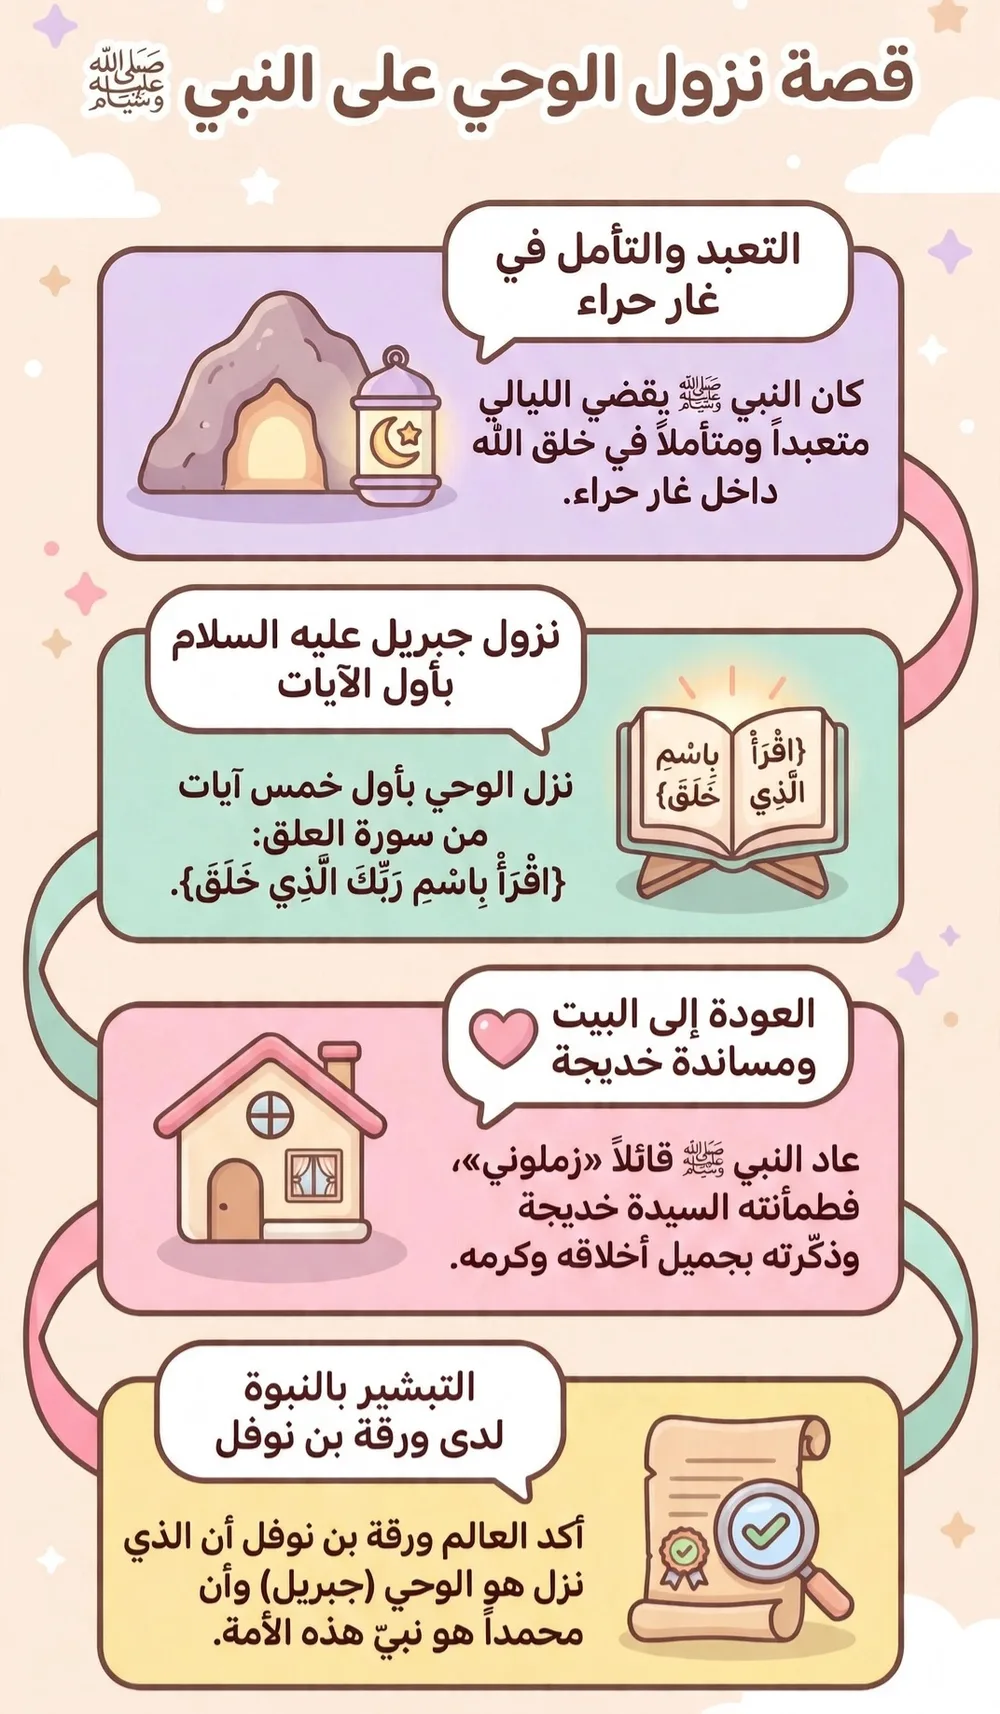 قصة نزول الوحي على النبي ﷺ
التعبد والتأمل في
غار حراء
كان النبي ﷺ يقضي الليالي
متعبداً ومتأملاً في خلق الله
داخل غار حراء.
نزول جبريل عليه السلام
بأول الآيات
نزل الوحي بأول خمس آيات
من سورة العلق:
{اقْرَأْ بِاسْمِ رَبِّكَ الَّذِي خَلَقَ}.
{اقْرَأْ بِاسْمِ
الَّذِي خَلَقَ}
العودة إلى البيت
ومساندة خديجة
عاد النبي ﷺ قائلاً «زملوني»،
فطمأنته السيدة خديجة
وذكّرته بجميل أخلاقه وكرمه.
التبشير بالنبوة
لدى ورقة بن نوفل
أكد العالم ورقة بن نوفل أن الذي
نزل هو الوحي (جبريل) وأن
محمداً هو نبيّ هذه الأمة.